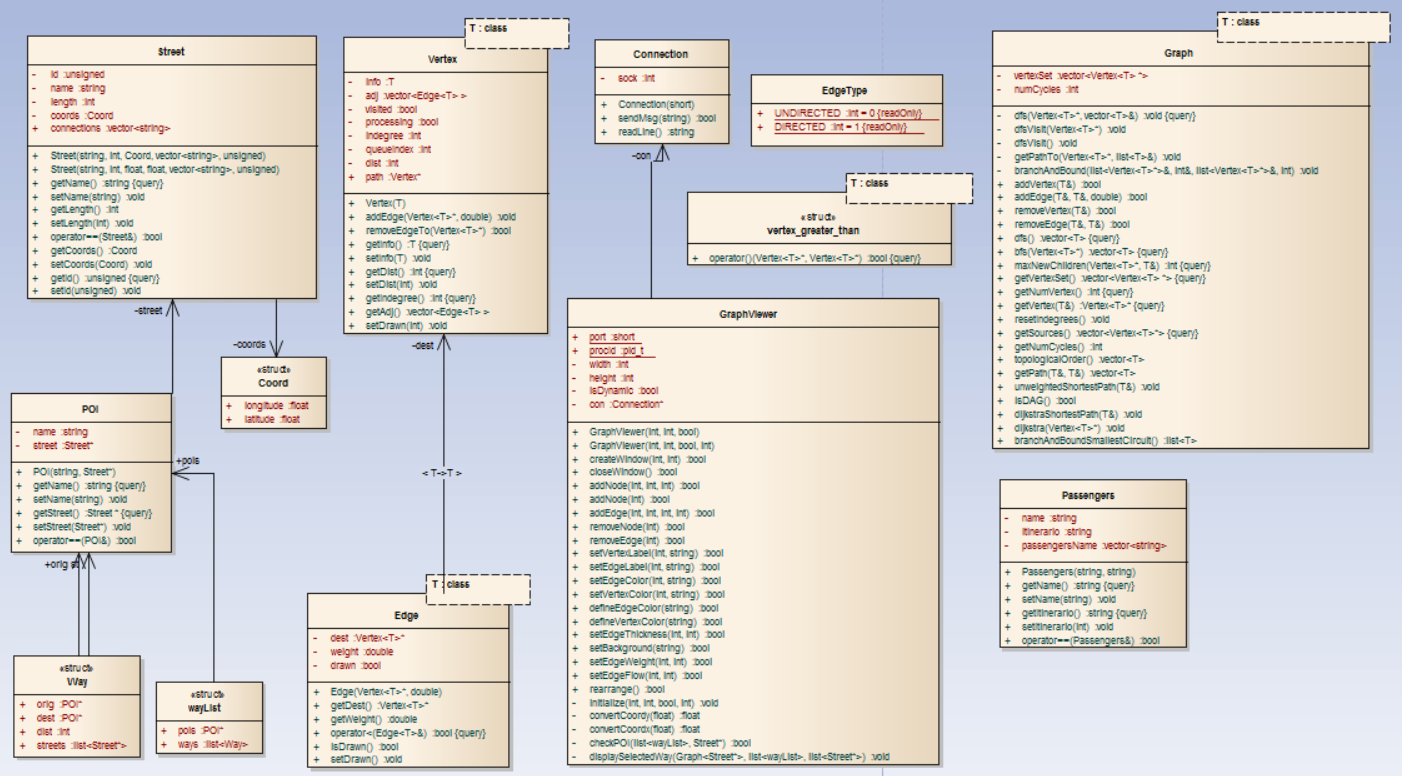 Street
- id :unsigned
- name :string
- length :int
- coords :Coord
+ connections :vector<string>
+ Street(string, int, Coord, vector<string>, unsigned)
+ Street(string, int, float, float, vector<string>, unsigned)
+ getName() :string {query}
+ setName(string) :void
+ getLength() :int
+ setLength(int) :void
+ operator==(Street&) :bool
+ getCoords() :Coord
+ setCoords(Coord) :void
+ getId() :unsigned {query}
+ setId(unsigned) :void
-street
-coords
«struct»
Coord
+ longitude :float
+ latitude :float
POI
- name :string
- street :Street*
+ POI(string, Street*)
+ getName() :string {query}
+ setName(string) :void
+ getStreet() :Street* {query}
+ setStreet(Street*) :void
+ operator==(POI&) :bool
+pois
+orig
«struct»
Way
+ orig :POI*
+ dest :POI*
+ dist :int
+ streets :list<Street*>
«struct»
wayList
+ pois :POI*
+ ways :list<Way>
T : class
Vertex
- info :T
- adj :vector<Edge<T> >
- visited :bool
- processing :bool
- indegree :int
- queueIndex :int
- dist :int
+ path :Vertex*
+ Vertex(T)
+ addEdge(Vertex<T>*, double) :void
+ removeEdgeTo(Vertex<T>*) :bool
+ getInfo() :T {query}
+ setInfo(T) :void
+ getDist() :int {query}
+ setDist(int) :void
+ getIndegree() :int {query}
+ getAdj() :vector<Edge<T> >
+ setDrawn(int) :void
-dest
< T->T >
T : class
Edge
- dest :Vertex<T>*
- weight :double
- drawn :bool
+ Edge(Vertex<T>*, double)
+ getDest() :Vertex<T>*
+ getWeight() :double
+ operator<(Edge<T>&) :bool {query}
+ isDrawn() :bool
+ setDrawn() :void
Connection
- sock :int
+ Connection(short)
+ sendMsg(string) :bool
+ readLine() :string
-con
EdgeType
+ UNDIRECTED :int = 0 {readOnly}
+ DIRECTED :int = 1 {readOnly}
T : class
«struct»
vertex_greater_than
+ operator()(Vertex<T>*, Vertex<T>*) :bool {query}
GraphViewer
+ port :short
+ procId :pid_t
- width :int
- height :int
- isDynamic :bool
- con :Connection*
+ GraphViewer(int, int, bool)
+ GraphViewer(int, int, bool, int)
+ createWindow(int, int) :bool
+ closeWindow() :bool
+ addNode(int, int, int) :bool
+ addNode(int) :bool
+ addEdge(int, int, int, int) :bool
+ removeNode(int) :bool
+ removeEdge(int) :bool
+ setVertexLabel(int, string) :bool
+ setEdgeLabel(int, string) :bool
+ setEdgeColor(int, string) :bool
+ setVertexColor(int, string) :bool
+ defineEdgeColor(string) :bool
+ defineVertexColor(string) :bool
+ setEdgeThickness(int, int) :bool
+ setBackground(string) :bool
+ setEdgeWeight(int, int) :bool
+ setEdgeFlow(int, int) :bool
+ rearrange() :bool
- initialize(int, int, bool, int) :void
- convertCoordy(float) :float
- convertCoordx(float) :float
- checkPOI(list<wayList>, Street*) :bool
- displaySelectedWay(Graph<Street*>, list<wayList>, list<Street*>) :void
T : class
Graph
- vertexSet :vector<Vertex<T> *>
- numCycles :int
- dfs(Vertex<T>*, vector<T>&) :void {query}
- dfsVisit(Vertex<T>*) :void
- dfsVisit() :void
- getPathTo(Vertex<T>*, list<T>&) :void
- branchAndBound(list<Vertex<T>*>&, int&, list<Vertex<T>*>&, int) :void
+ addVertex(T&) :bool
+ addEdge(T&, T&, double) :bool
+ removeVertex(T&) :bool
+ removeEdge(T&, T&) :bool
+ dfs() :vector<T> {query}
+ bfs(Vertex<T>*) :vector<T> {query}
+ maxNewChildren(Vertex<T>*, T&) :int {query}
+ getVertexSet() :vector<Vertex<T> *> {query}
+ getNumVertex() :int {query}
+ getVertex(T&) :Vertex<T>* {query}
+ resetIndegrees() :void
+ getSources() :vector<Vertex<T>*> {query}
+ getNumCycles() :int
+ topologicalOrder() :vector<T>
+ getPath(T&, T&) :vector<T>
+ unweightedShortestPath(T&) :void
+ isDAG() :bool
+ dijkstraShortestPath(T&) :void
+ dijkstra(Vertex<T>*) :void
+ branchAndBoundSmallestCircuit() :list<T>
Passengers
- name :string
- itinerario :string
- passengersName :vector<string>
+ Passengers(string, string)
+ getName() :string {query}
+ setName(string) :void
+ getItinerario() :string {query}
+ setItinerario(int) :void
+ operator==(Passengers&) :bool